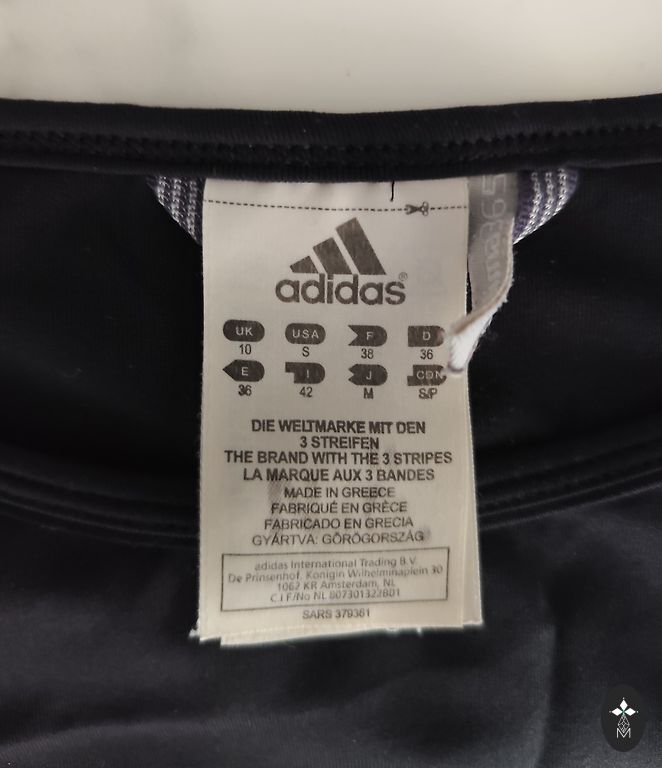 adidas®
UK USA F D
10 S 38 36
E I J CDN
36 42 M S/P
DIE WELTMARKE MIT DEN
3 STREIFEN
THE BRAND WITH THE 3 STRIPES
LA MARQUE AUX 3 BANDES
MADE IN GREECE
FABRIQUÉ EN GRÈCE
FABRICADO EN GRECIA
GYÁRTVA: GÖRÖGORSZÁG
adidas International Trading B.V.
De Prinsenhof, Konigin Wilhelminaplein 30
1062 KR Amsterdam, NL
C.I.F/No NL 807301322B01
SARS 379361
M